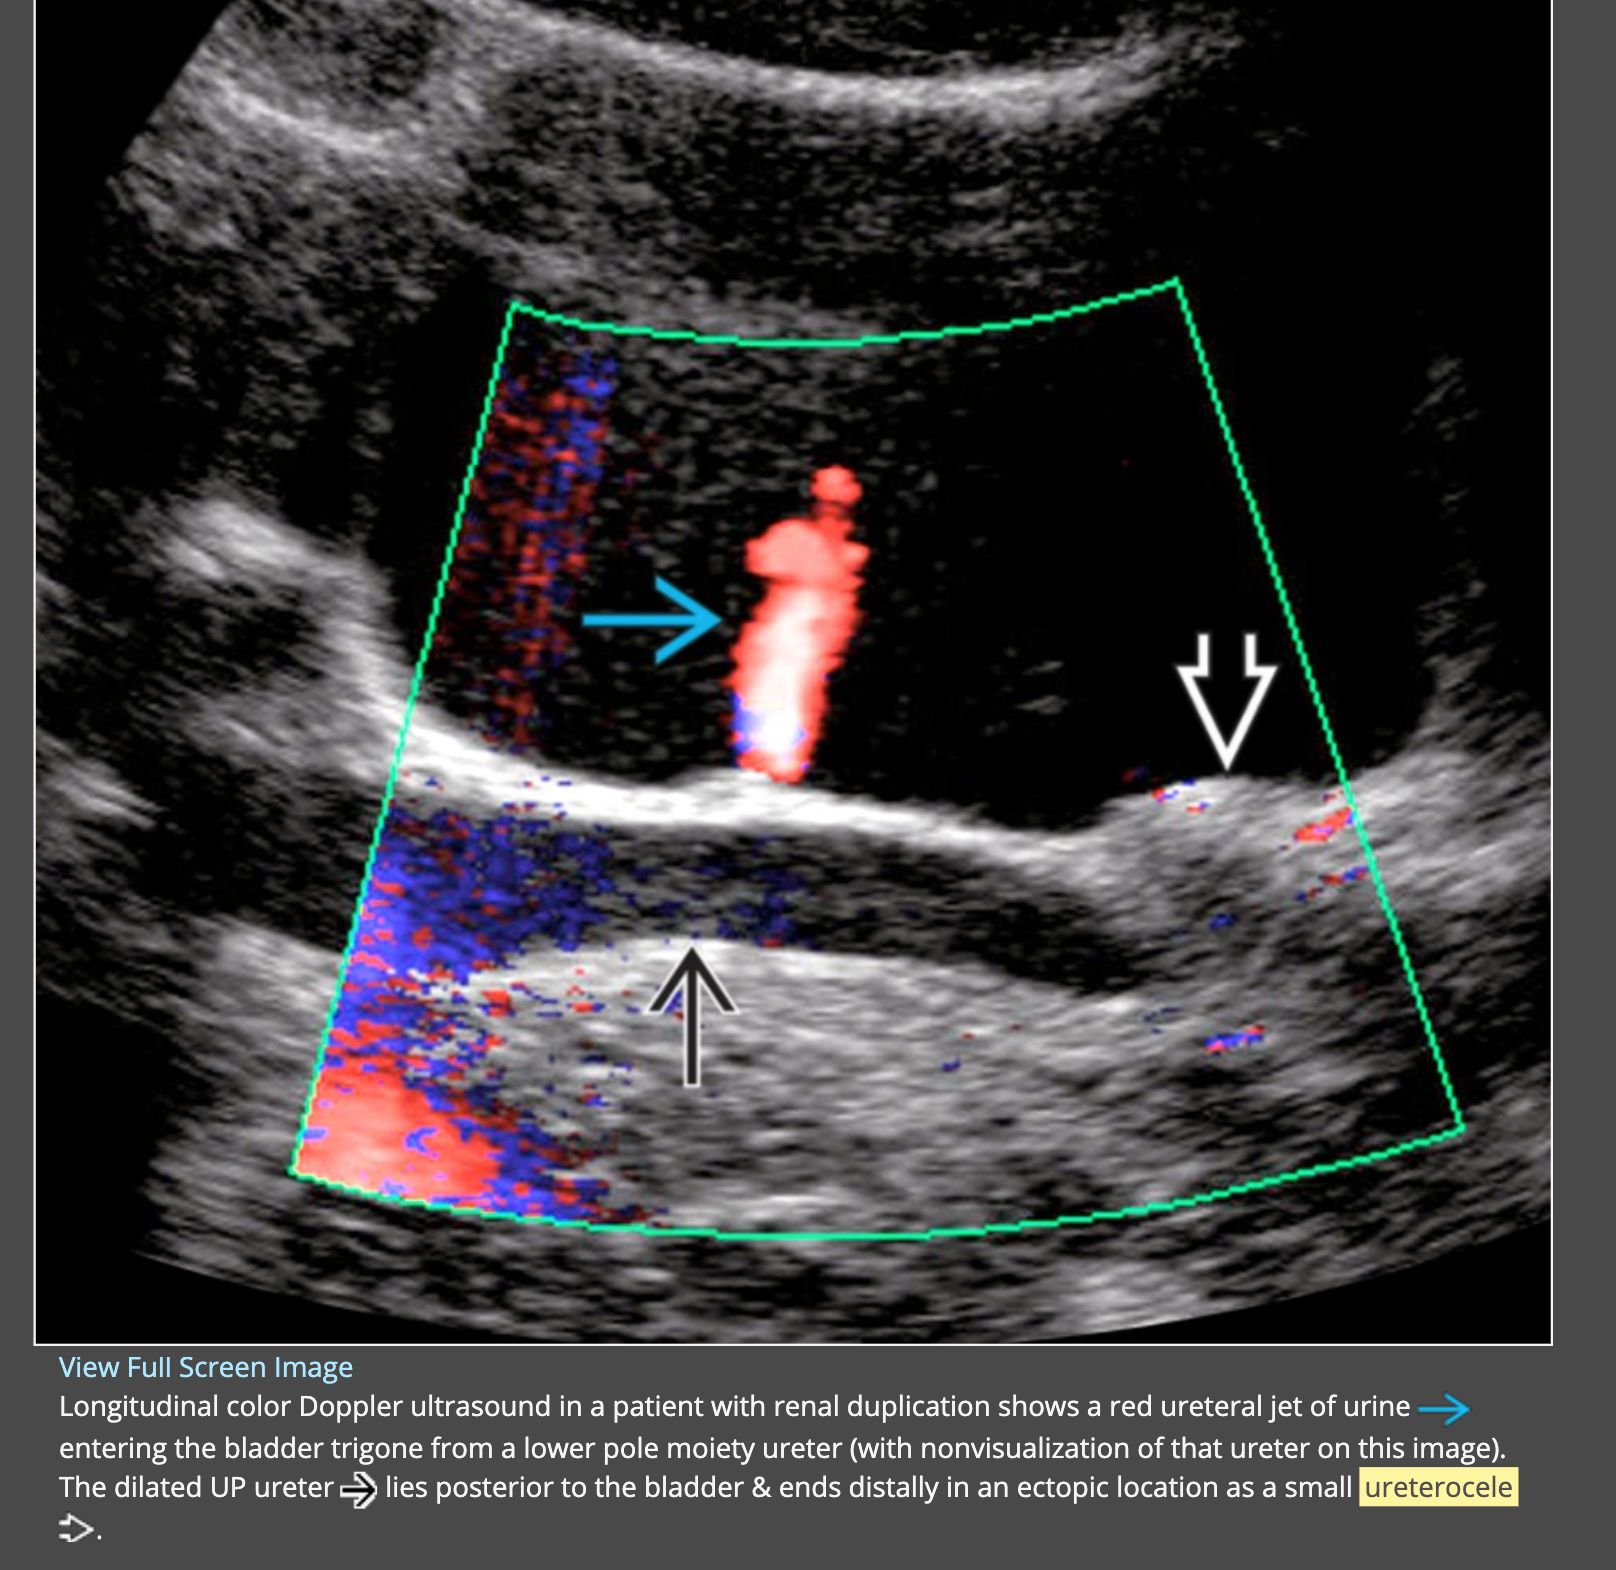 View Full Screen Image
Longitudinal color Doppler ultrasound in a patient with renal duplication shows a red ureteral jet of urine
entering the bladder trigone from a lower pole moiety ureter (with nonvisualization of that ureter on this image).
The dilated UP ureter lies posterior to the bladder & ends distally in an ectopic location as a small ureterocele
.